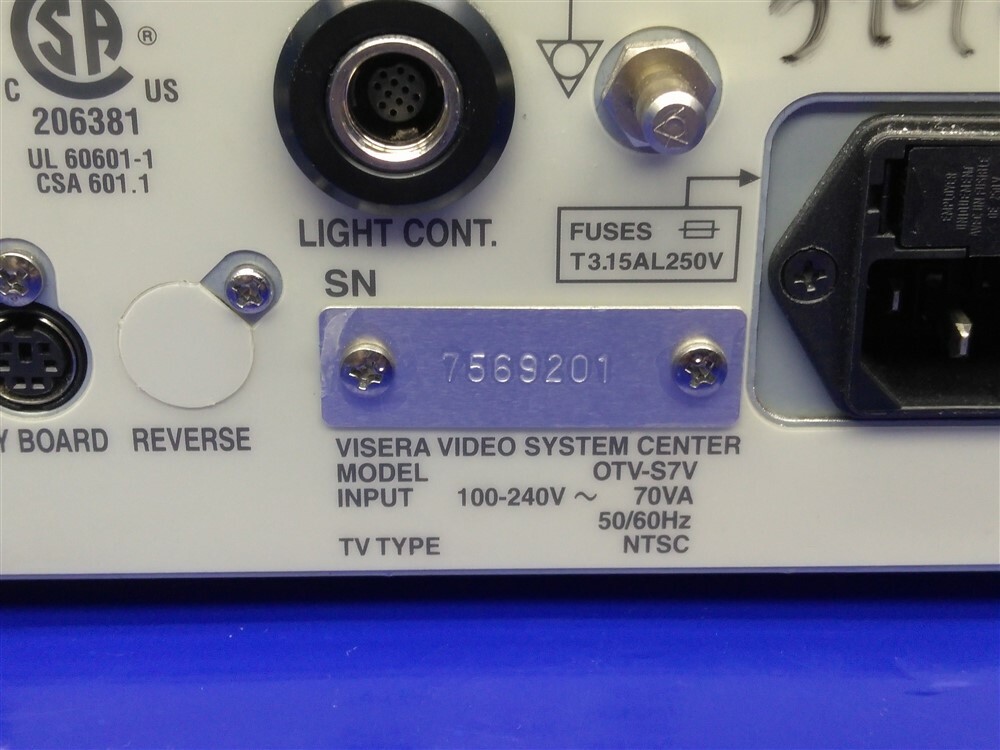 CSA ®
C US
206381
UL 60601-1
CSA 601.1
LIGHT CONT.
FUSES
T3.15AL250V
SN
7569201
Y BOARD
REVERSE
VISERA VIDEO SYSTEM CENTER
MODEL OTV-S7V
INPUT 100-240V ~ 70VA
50/60Hz
TV TYPE NTSC